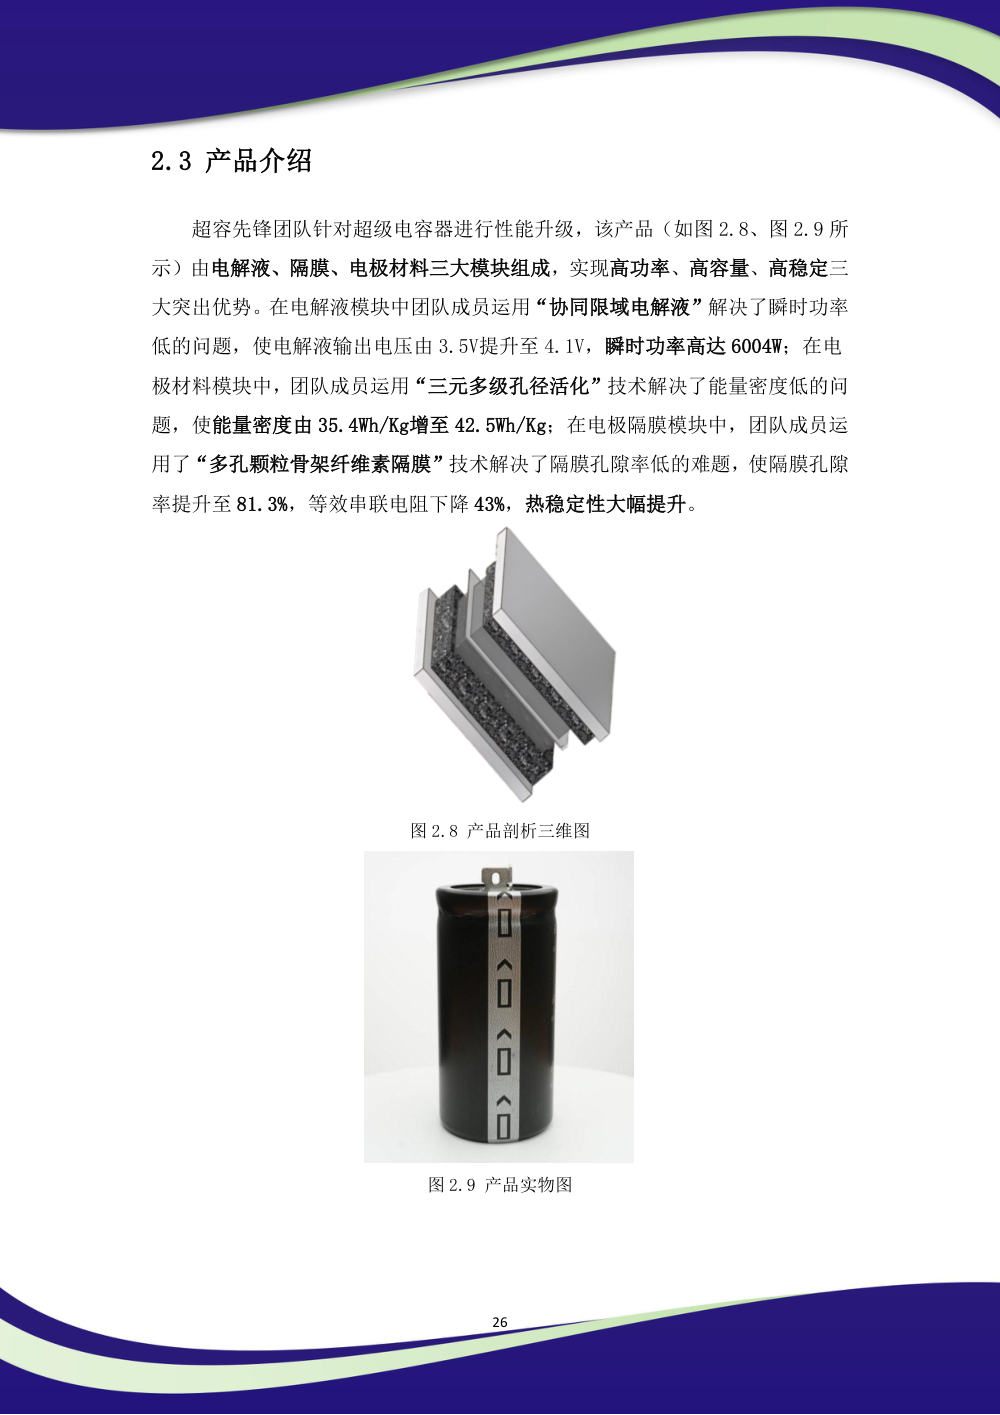 2.3 产品介绍
超容先锋团队针对超级电容器进行性能升级，该产品（如图 2.8、图 2.9 所
示）由电解液、隔膜、电极材料三大模块组成，实现高功率、高容量、高稳定三
大突出优势。在电解液模块中团队成员运用“协同限域电解液”解决了瞬时功率
低的问题，使电解液输出电压由 3.5V提升至 4.1V，瞬时功率高达 6004W；在电
极材料模块中，团队成员运用“三元多级孔径活化”技术解决了能量密度低的问
题，使能量密度由 35.4Wh/Kg增至 42.5Wh/Kg；在电极隔膜模块中，团队成员运
用了“多孔颗粒骨架纤维素隔膜”技术解决了隔膜孔隙率低的难题，使隔膜孔隙
率提升至 81.3%，等效串联电阻下降 43%，热稳定性大幅提升。
图 2.8 产品剖析三维图
图 2.9 产品实物图
26